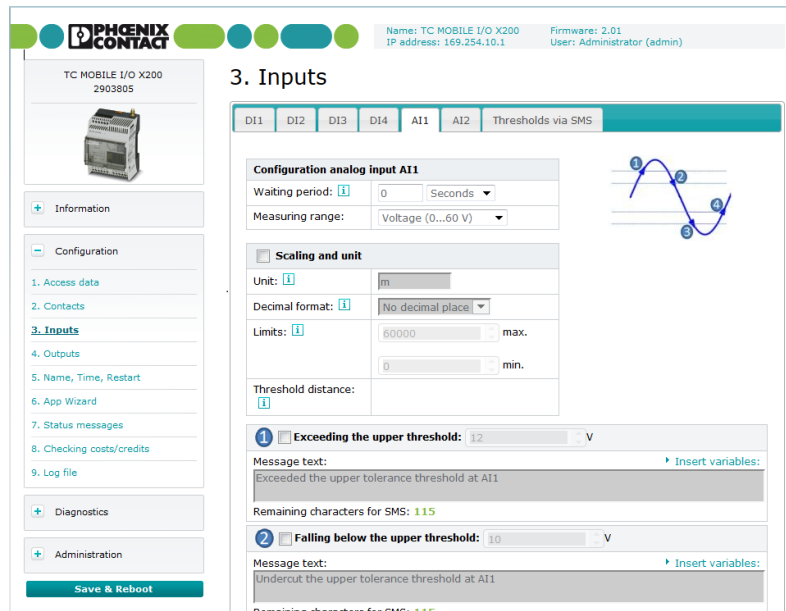 PHŒNIX
CONTACT
Name: TC MOBILE I/O X200
IP address: 169.254.10.1
Firmware: 2.01
User: Administrator (admin)
TC MOBILE I/O X200
2903805
Information
Configuration
1. Access data
2. Contacts
3. Inputs
4. Outputs
5. Name, Time, Restart
6. App Wizard
7. Status messages
8. Checking costs/credits
9. Log file
Diagnostics
Administration
Save & Reboot
3. Inputs
DI1 DI2 DI3 DI4 AI1 AI2 Thresholds via SMS
Configuration analog input AI1
Waiting period: i 0 Seconds
Measuring range: Voltage (0...60 V)
1
2
3
4
Scaling and unit
Unit: i m
Decimal format: i No decimal place
Limits: i 60000 max.
0 min.
Threshold distance:
i
1 Exceeding the upper threshold: 12 V
Message text: Insert variables:
Exceeded the upper tolerance threshold at AI1
Remaining characters for SMS: 115
2 Falling below the upper threshold: 10 V
Message text: Insert variables:
Undercut the upper tolerance threshold at AI1
Remaining characters for SMS: 115